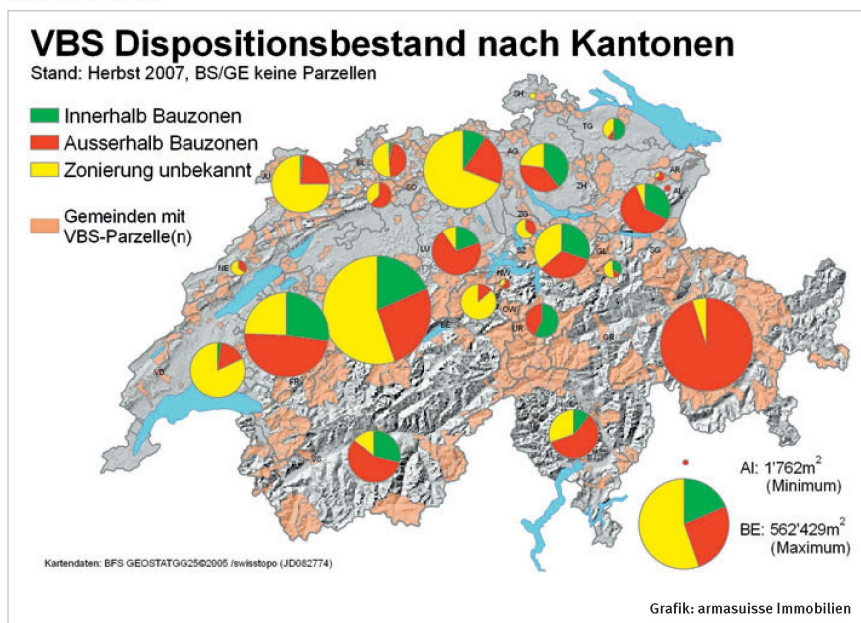 VBS Dispositionsbestand nach Kantonen
Stand: Herbst 2007, BS/GE keine Parzellen
Innerhalb Bauzonen
Ausserhalb Bauzonen
Zonierung unbekannt
Gemeinden mit
VBS-Parzelle(n)
SH
TG
JU
BL
AG
SO
ZH
AR
AI
ZG
LU
SZ
GL
SG
NE
NW
OW
BE
UR
GR
VD
FR
VS
AI: 1'762m²
(Minimum)
BE: 562'429m²
(Maximum)
Kartendaten: BFS GEOSTATGG25©2005 /swisstopo (JD082774)
Grafik: armasuisse Immobilien